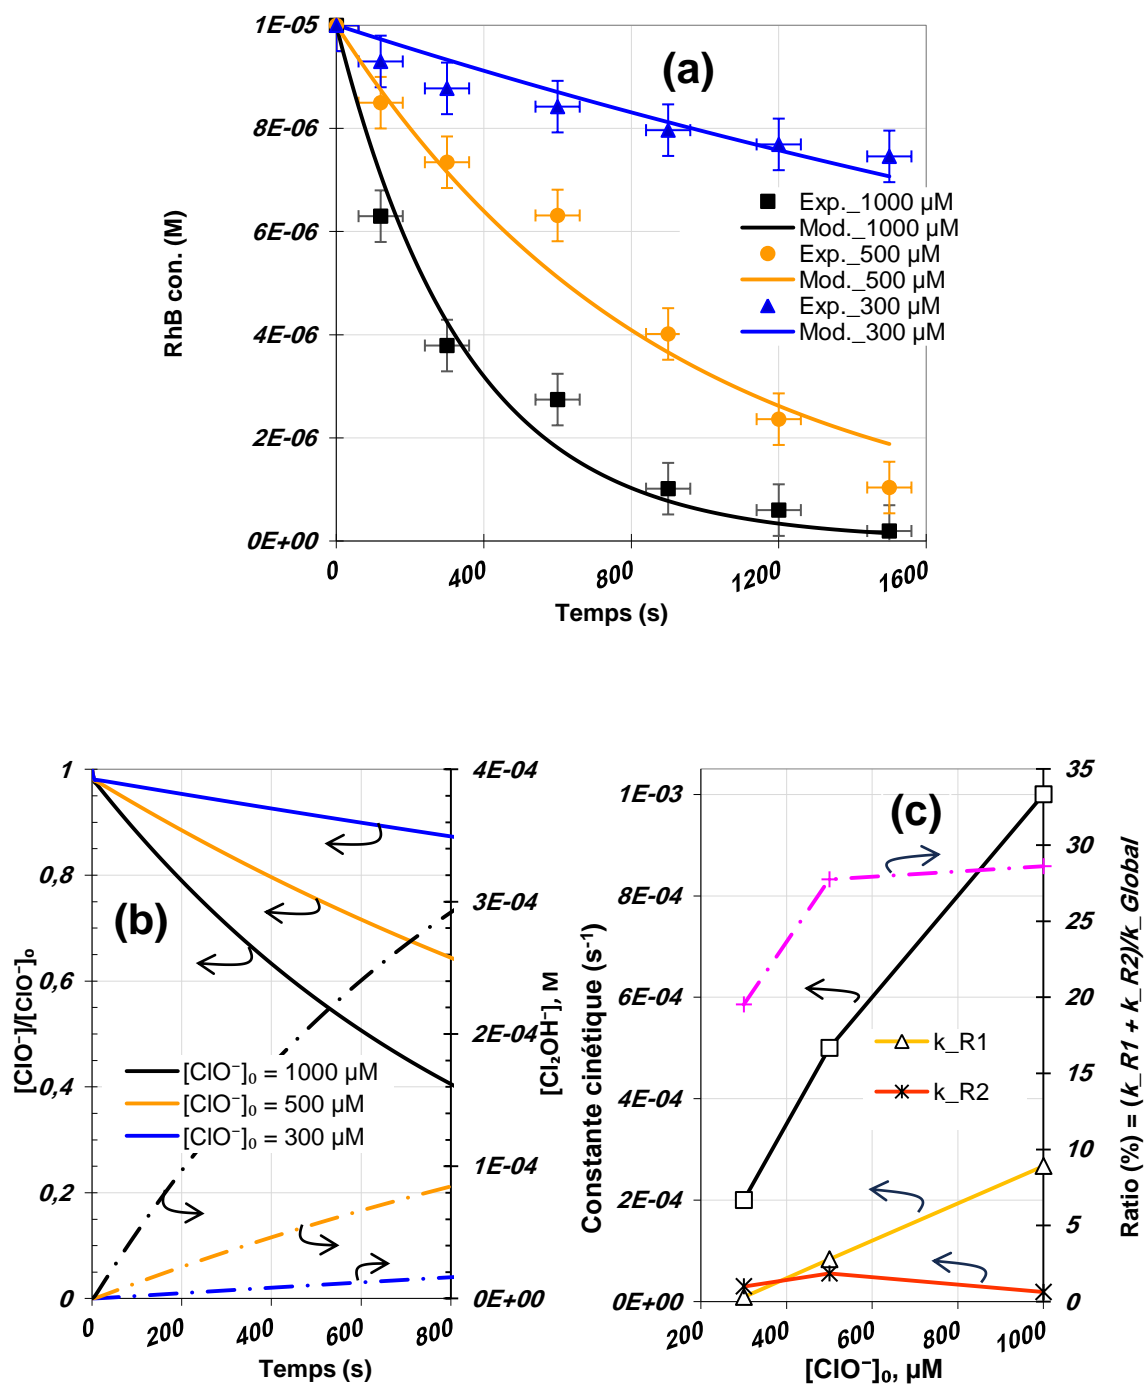 (a)
RhB con. (M)
1E-05
8E-06
6E-06
4E-06
2E-06
0E+00
0
400
800
1200
1600
Temps (s)
Exp._1000 µM
Mod._1000 µM
Exp._500 µM
Mod._500 µM
Exp._300 µM
Mod._300 µM
(b)
[ClO⁻]/[ClO⁻]₀
1
0,8
0,6
0,4
0,2
0
0
200
400
600
800
Temps (s)
4E-04
3E-04
2E-04
1E-04
0E+00
[Cl₂OH⁻], M
[ClO⁻]₀ = 1000 µM
[ClO⁻]₀ = 500 µM
[ClO⁻]₀ = 300 µM
(c)
Constante cinétique (s⁻¹)
1E-03
8E-04
6E-04
4E-04
2E-04
0E+00
200
400
600
800
1000
[ClO⁻]₀, µM
35
30
25
20
15
10
5
0
Ratio (%) = (k_R1 + k_R2)/k_Global
k_R1
k_R2